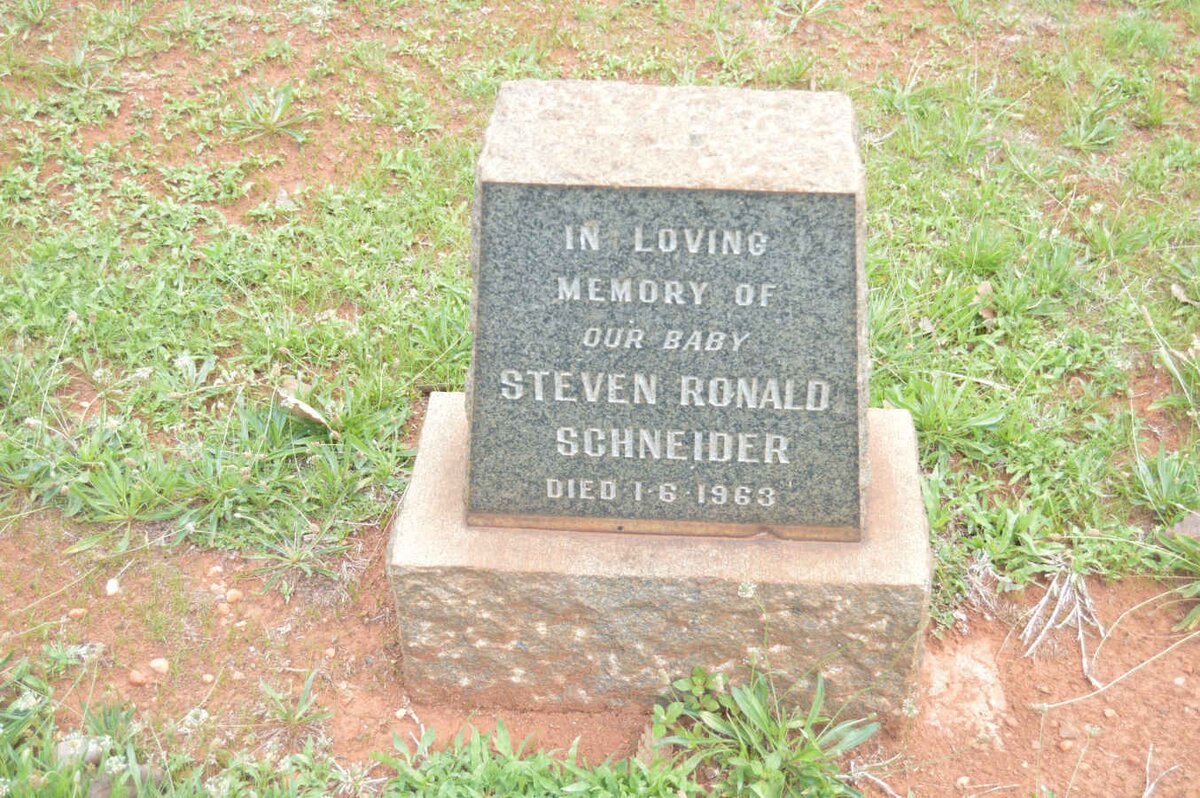 IN LOVING
MEMORY OF
OUR BABY
STEVEN RONALD
SCHNEIDER
DIED 1·6·1963